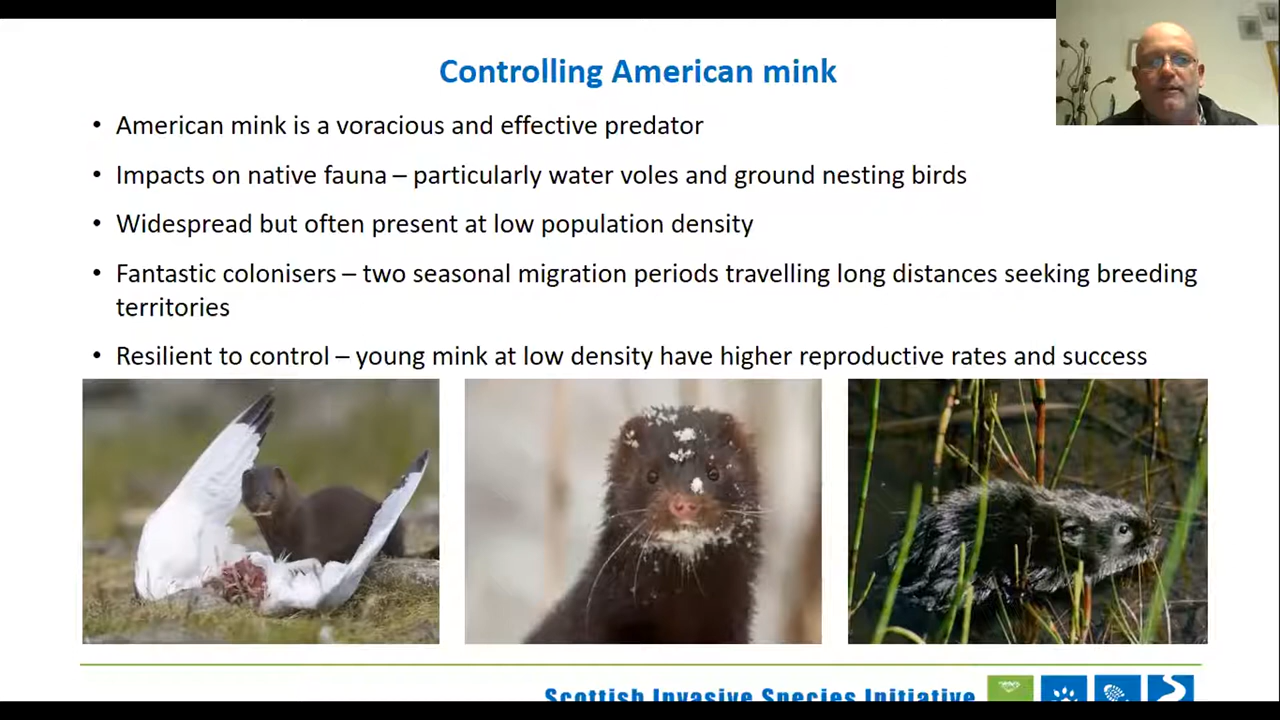 Controlling American mink
• American mink is a voracious and effective predator
• Impacts on native fauna – particularly water voles and ground nesting birds
• Widespread but often present at low population density
• Fantastic colonisers – two seasonal migration periods travelling long distances seeking breeding
territories
• Resilient to control – young mink at low density have higher reproductive rates and success
Scottish Invasive Species Initiative